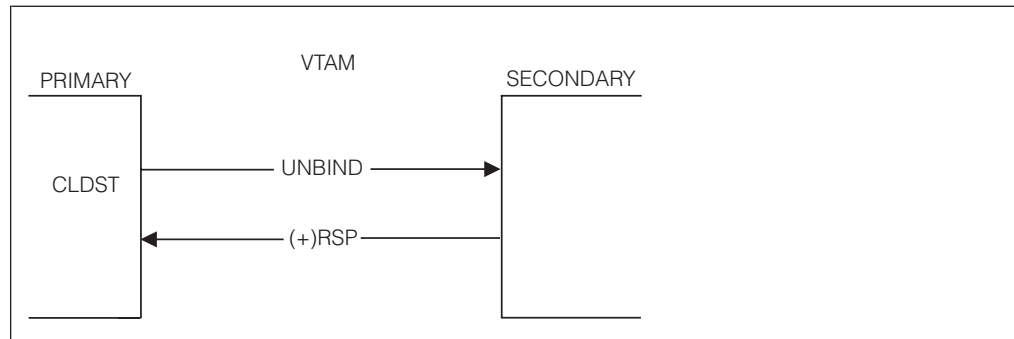 VTAM
PRIMARY
SECONDARY
UNBIND
CLDST
(+)RSP